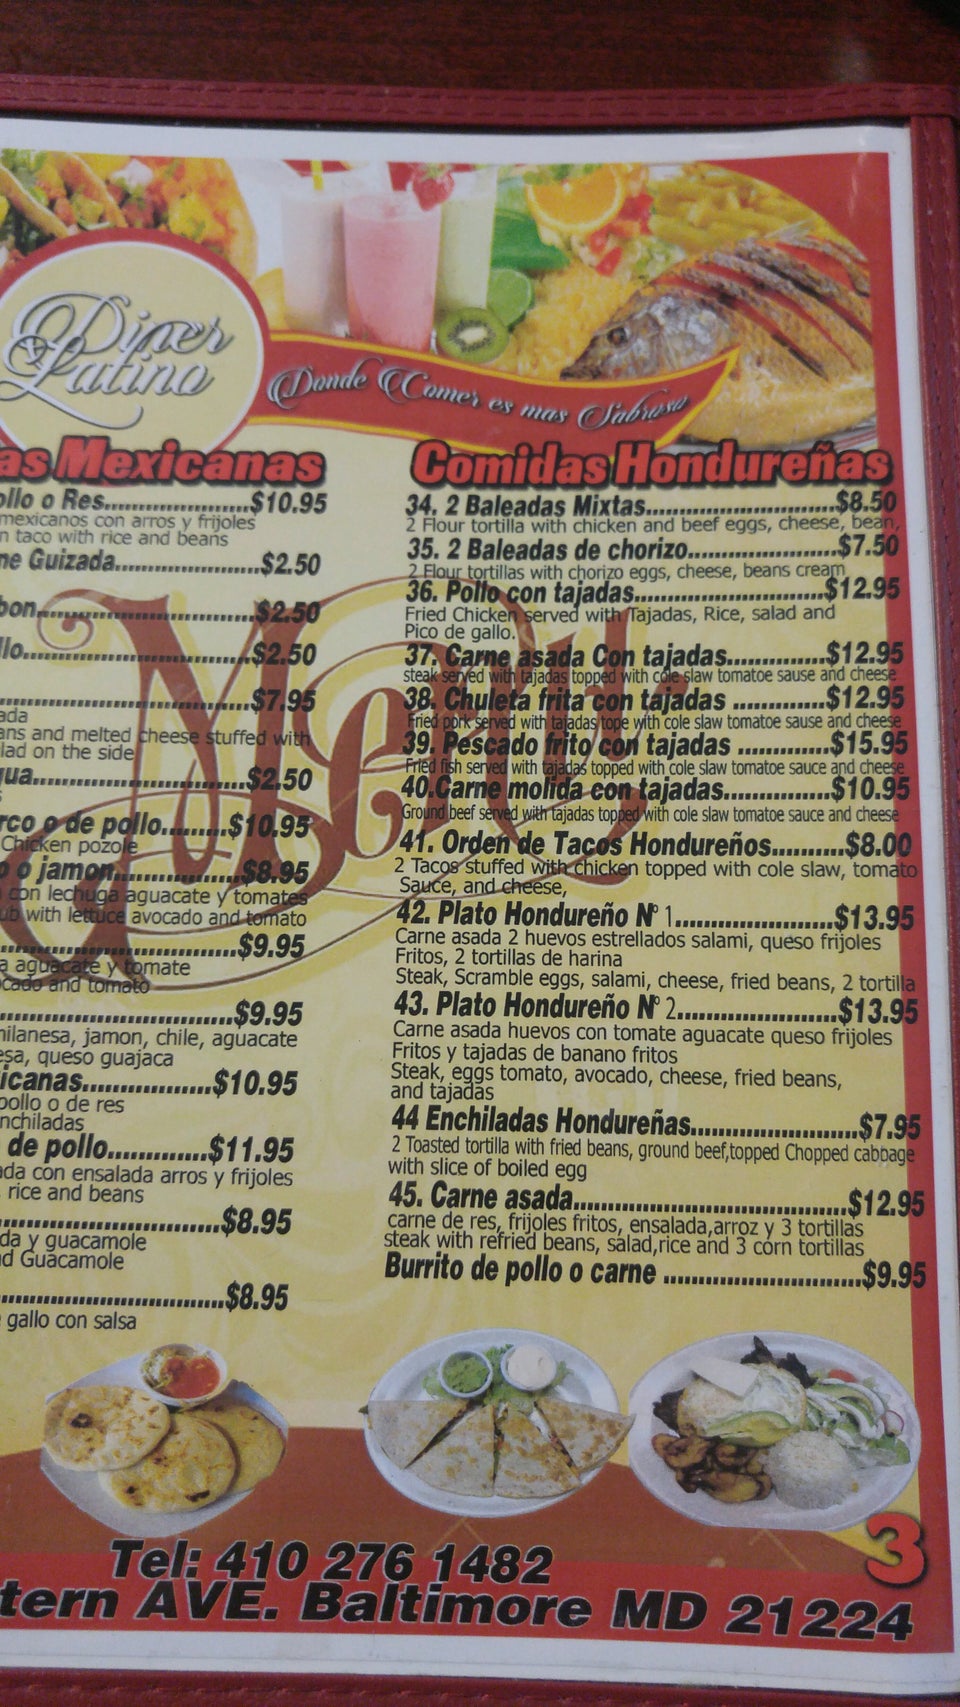 Diner
Latino
Donde Comer es mas Sabroso
as Mexicanas
ollo o Res.....................$10.95
mexicanos con arros y frijoles
n taco with rice and beans
ne Guizada.....................$2.50
bon.....................$2.50
llo.....................$2.50
.....................$7.95
ada
ans and melted cheese stuffed with
lad on the side
gua.....................$2.50
s
rco o de pollo.........$10.95
Chicken pozole
o o jamon.....................$8.95
con lechuga aguacate y tomates
ub with lettuce avocado and tomato
.....................$9.95
a aguacate y tomate
cado and tomato
.....................$9.95
milanesa, jamon, chile, aguacate
esa, queso guajaca
icanas.....................$10.95
pollo o de res
nchiladas
de pollo..............$11.95
ada con ensalada arros y frijoles
rice and beans
.....................$8.95
da y guacamole
nd Guacamole
.....................$8.95
gallo con salsa
Comidas Hondureñas
34. 2 Baleadas Mixtas.....................$8.50
2 Flour tortilla with chicken and beef eggs, cheese, bean,
35. 2 Baleadas de chorizo.....................$7.50
2 Flour tortillas with chorizo eggs, cheese, beans cream
36. Pollo con tajadas.....................$12.95
Fried Chicken served with Tajadas, Rice, salad and
Pico de gallo.
37. Carne asada Con tajadas..............$12.95
steak served with tajadas topped with cole slaw tomatoe sause and cheese
38. Chuleta frita con tajadas .............$12.95
Fried pork served with tajadas tope with cole slaw tomatoe sause and cheese
39. Pescado frito con tajadas .............$15.95
Fried fish served with tajadas topped with cole slaw tomatoe sauce and cheese
40.Carne molida con tajadas...............$10.95
Ground beef served with tajadas topped with cole slaw tomatoe sauce and cheese
41. Orden de Tacos Hondureños..........$8.00
2 Tacos stuffed with chicken topped with cole slaw, tomato
Sauce, and cheese,
42. Plato Hondureño Nº 1.....................$13.95
Carne asada 2 huevos estrellados salami, queso frijoles
Fritos, 2 tortillas de harina
Steak, Scramble eggs, salami, cheese, fried beans, 2 tortilla
43. Plato Hondureño Nº 2.....................$13.95
Carne asada huevos con tomate aguacate queso frijoles
Fritos y tajadas de banano fritos
Steak, eggs tomato, avocado, cheese, fried beans,
and tajadas
44 Enchiladas Hondureñas.....................$7.95
2 Toasted tortilla with fried beans, ground beef,topped Chopped cabbage
with slice of boiled egg
45. Carne asada.....................$12.95
carne de res, frijoles fritos, ensalada,arroz y 3 tortillas
steak with refried beans, salad,rice and 3 corn tortillas
Burrito de pollo o carne .....................$9.95
3
Tel: 410 276 1482
tern AVE. Baltimore MD 21224